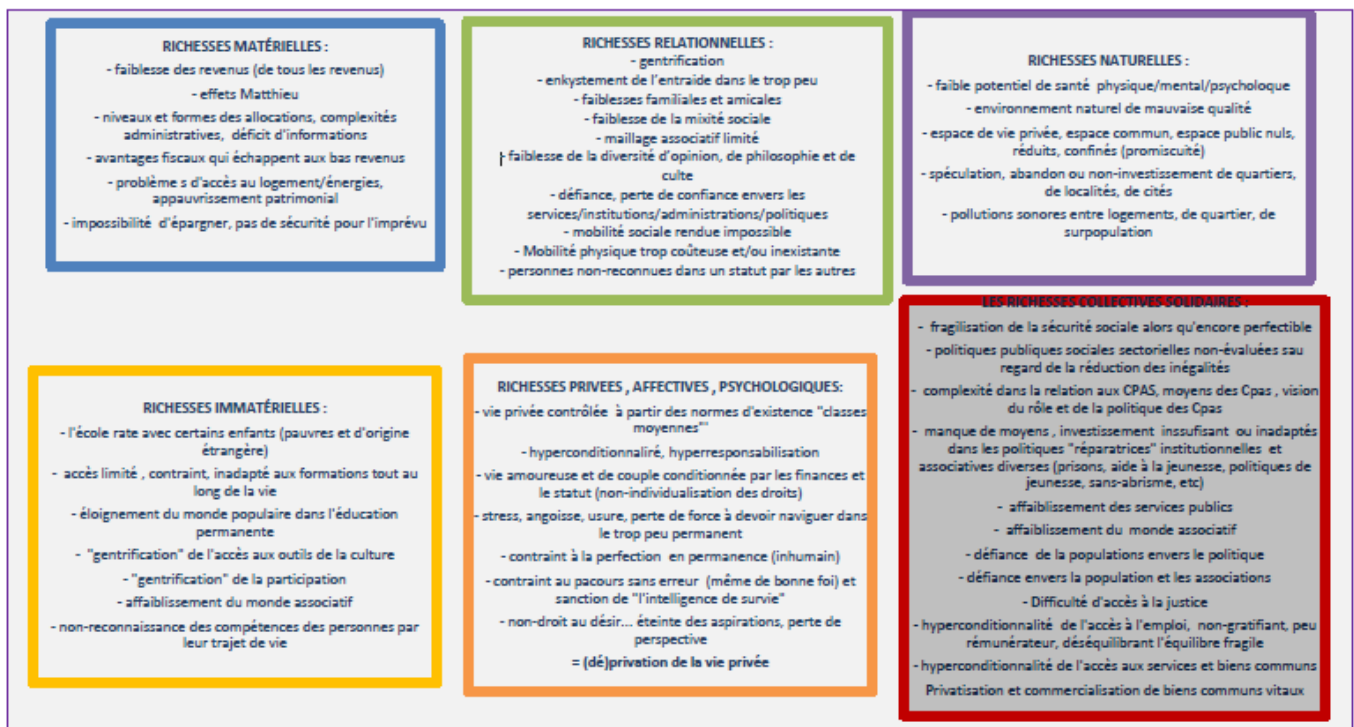 RICHESSES MATÉRIELLES :
- faiblesse des revenus (de tous les revenus)
- effets Matthieu
- niveaux et formes des allocations, complexités
administratives, déficit d'informations
- avantages fiscaux qui échappent aux bas revenus
- problème s d'accès au logement/énergies,
appauvrissement patrimonial
- impossibilité d'épargner, pas de sécurité pour l'imprévu
RICHESSES RELATIONNELLES :
- gentrification
- enkystement de l'entraide dans le trop peu
- faiblesses familiales et amicales
- faiblesse de la mixité sociale
- maillage associatif limité
- faiblesse de la diversité d'opinion, de philosophie et de
culte
- défiance, perte de confiance envers les
services/institutions/administrations/politiques
- mobilité sociale rendue impossible
- Mobilité physique trop coûteuse et/ou inexistante
- personnes non-reconnues dans un statut par les autres
RICHESSES NATURELLES :
- faible potentiel de santé physique/mental/psychologue
- environnement naturel de mauvaise qualité
- espace de vie privée, espace commun, espace public nuls,
réduits, confinés (promiscuité)
- spéculation, abandon ou non-investissement de quartiers,
de localités, de cités
- pollutions sonores entre logements, de quartier, de
surpopulation
RICHESSES IMMATÉRIELLES :
- l'école rate avec certains enfants (pauvres et d'origine
étrangère)
- accès limité , contraint, inadapté aux formations tout au
long de la vie
- éloignement du monde populaire dans l'éducation
permanente
- "gentrification" de l'accès aux outils de la culture
- "gentrification" de la participation
- affaiblissement du monde associatif
- non-reconnaissance des compétences des personnes par
leur trajet de vie
RICHESSES PRIVEES , AFFECTIVES , PSYCHOLOGIQUES:
- vie privée contrôlée à partir des normes d'existence "classes
moyennes""
- hyperconditionaliré, hyperresponsabilisation
- vie amoureuse et de couple conditionnée par les finances et
le statut (non-individualisation des droits)
- stress, angoisse, usure, perte de force à devoir naviguer dans
le trop peu permanent
- contraint à la perfection en permanence (inhumain)
- contraint au pacours sans erreur (même de bonne foi) et
sanction de "l'intelligence de survie"
- non-droit au désir... éteinte des aspirations, perte de
perspective
= (dé)privation de la vie privée
LES RICHESSES COLLECTIVES SOLIDAIRES :
- fragilisation de la sécurité sociale alors qu'encore perfectible
- politiques publiques sociales sectorielles non-évaluées sau
regard de la réduction des inégalités
- complexité dans la relation aux CPAS, moyens des Cpas , vision
du rôle et de la politique des Cpas
- manque de moyens , investissement inssufisant ou inadaptés
dans les politiques "réparatrices" institutionnelles et
associatives diverses (prisons, aide à la jeunesse, politiques de
jeunesse, sans-abrisme, etc)
- affaiblissement des services publics
- affaiblissement du monde associatif
- défiance de la populations envers le politique
- défiance envers la population et les associations
- Difficulté d'accès à la justice
- hyperconditionnalité de l'accès à l'emploi, non-gratifiant, peu
rémunérateur, déséquilibrant l'équilibre fragile
- hyperconditionnalité de l'accès aux services et biens communs
Privatisation et commercialisation de biens communs vitaux